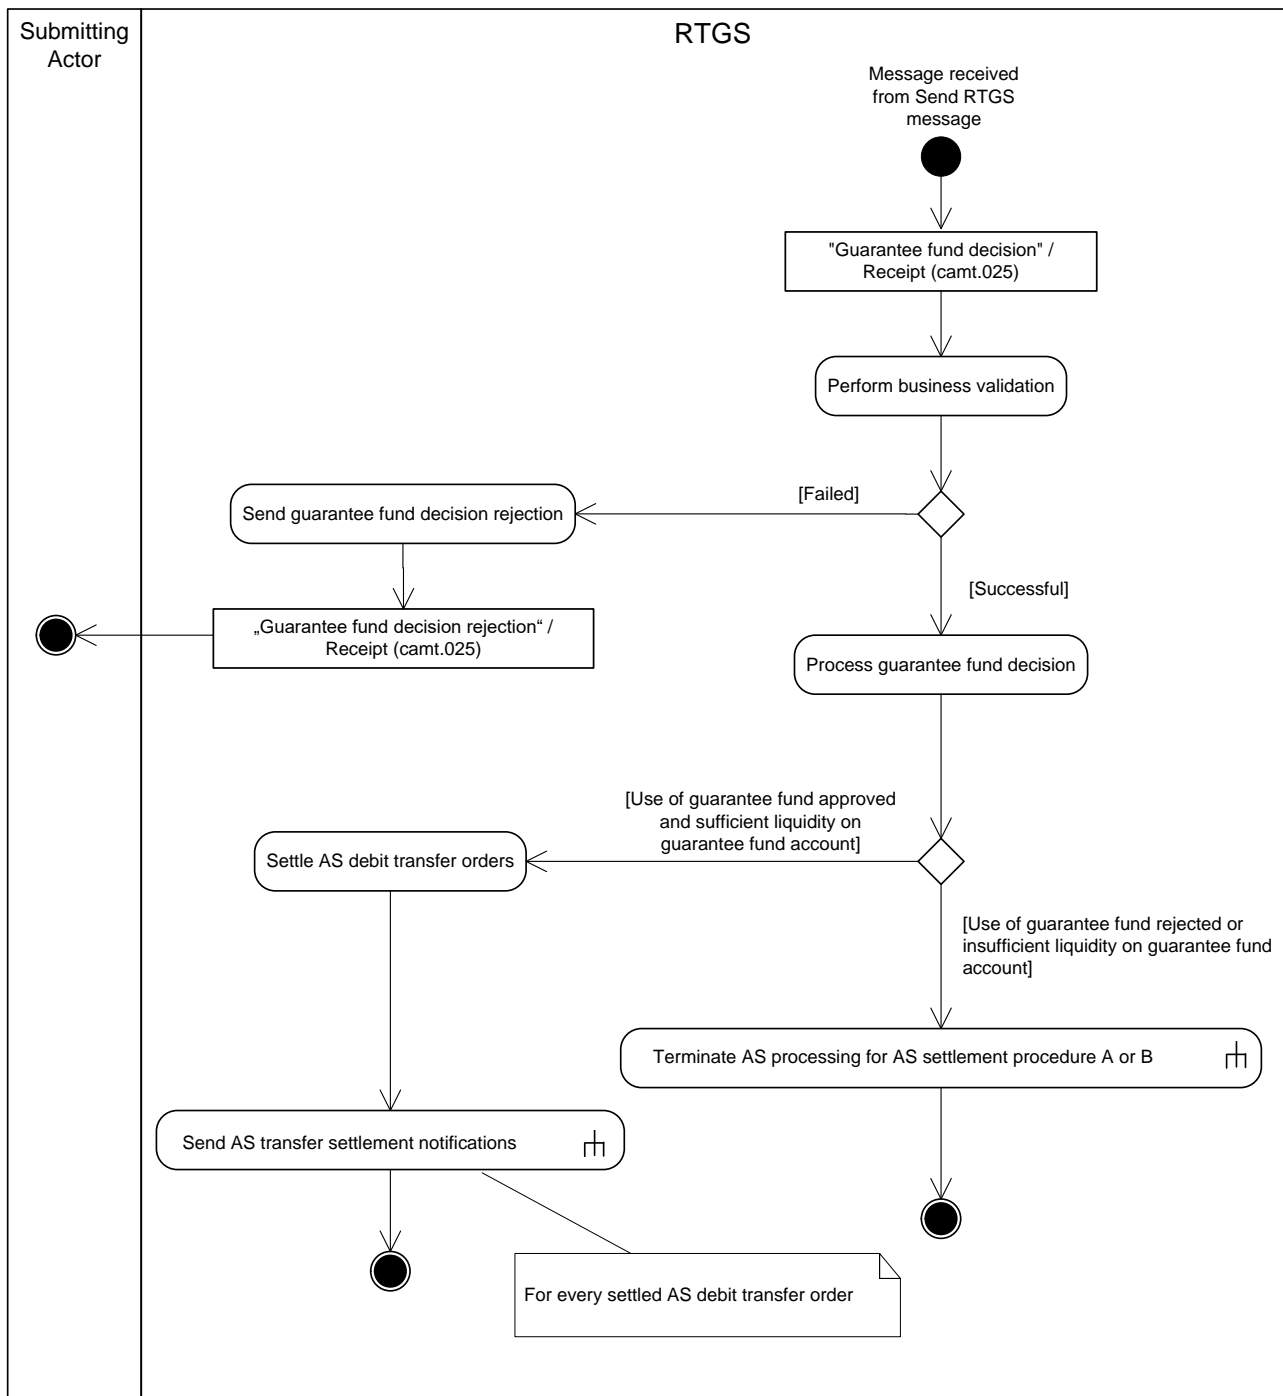 Submitting
Actor
RTGS
Message received
from Send RTGS
message
"Guarantee fund decision" /
Receipt (camt.025)
Perform business validation
[Failed]
Send guarantee fund decision rejection
[Successful]
„Guarantee fund decision rejection“ /
Receipt (camt.025)
Process guarantee fund decision
[Use of guarantee fund approved
and sufficient liquidity on
guarantee fund account]
Settle AS debit transfer orders
[Use of guarantee fund rejected or
insufficient liquidity on guarantee fund
account]
Terminate AS processing for AS settlement procedure A or B
Send AS transfer settlement notifications
For every settled AS debit transfer order